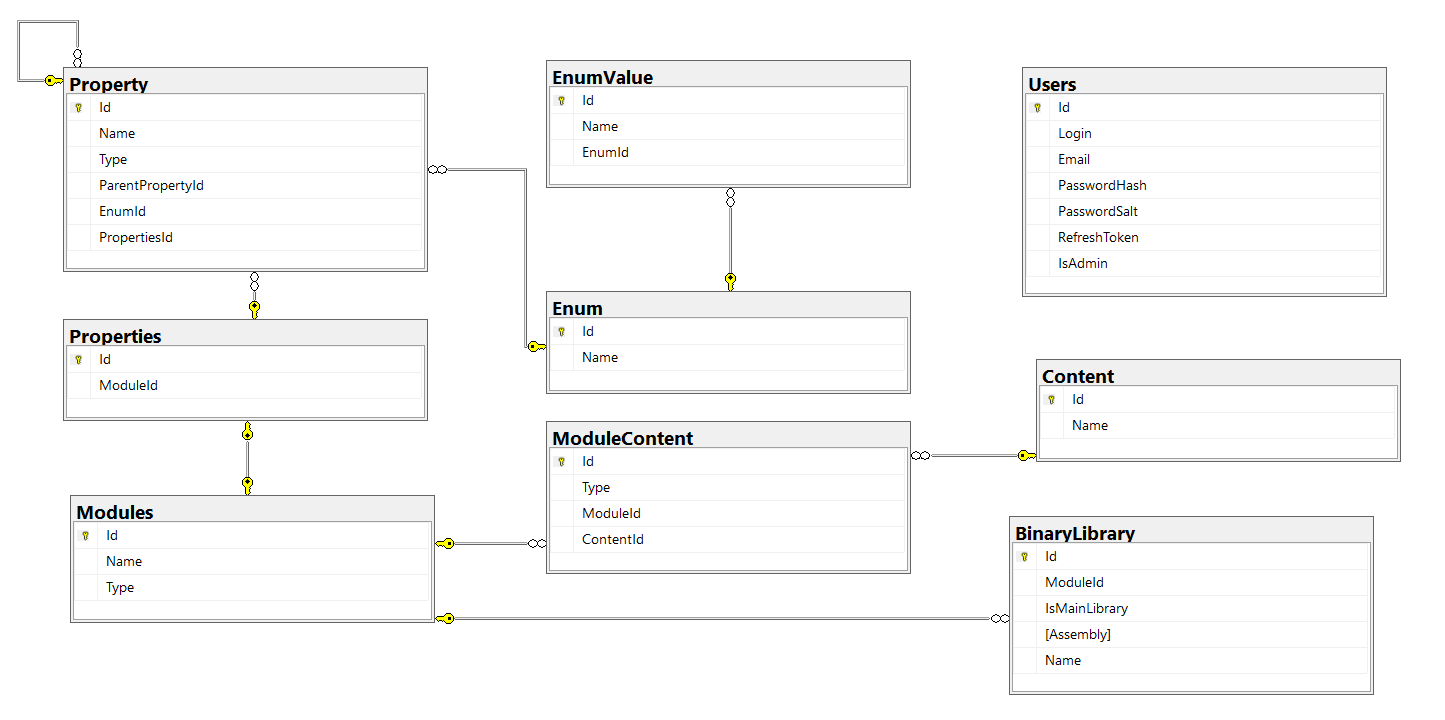 Property
Id
Name
Type
ParentPropertyId
EnumId
PropertiesId
EnumValue
Id
Name
EnumId
Users
Id
Login
Email
PasswordHash
PasswordSalt
RefreshToken
IsAdmin
Properties
Id
ModuleId
Enum
Id
Name
Content
Id
Name
ModuleContent
Id
Type
ModuleId
ContentId
Modules
Id
Name
Type
BinaryLibrary
Id
ModuleId
IsMainLibrary
[Assembly]
Name